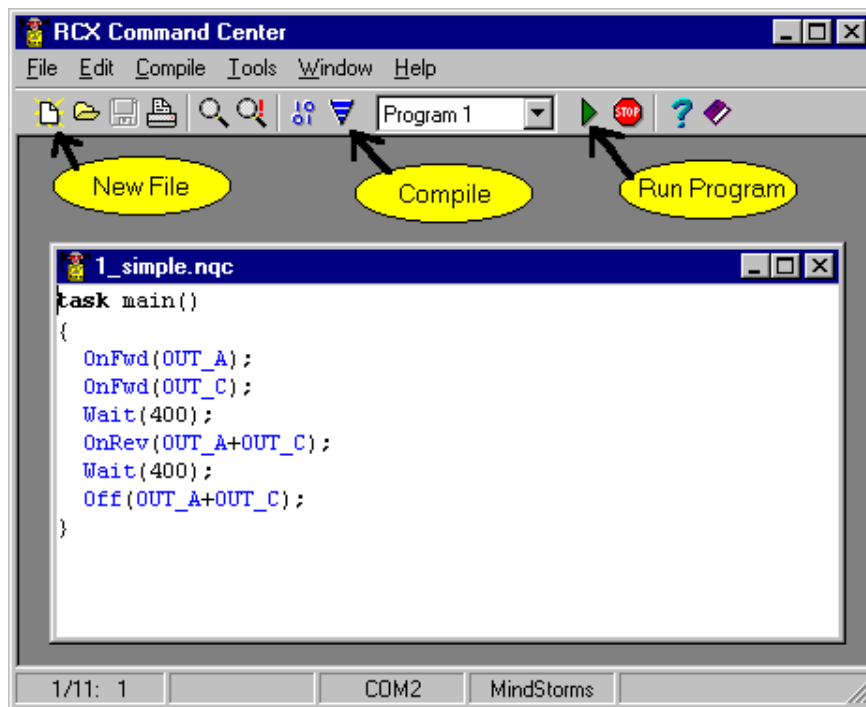 RCX Command Center
File Edit Compile Tools Window Help
10 01 Program 1 STOP ?
New File Compile Run Program
1_simple.nqc
task main()
{
OnFwd(OUT_A);
OnFwd(OUT_C);
Wait(400);
OnRev(OUT_A+OUT_C);
Wait(400);
Off(OUT_A+OUT_C);
}
1/11: 1 COM2 MindStorms